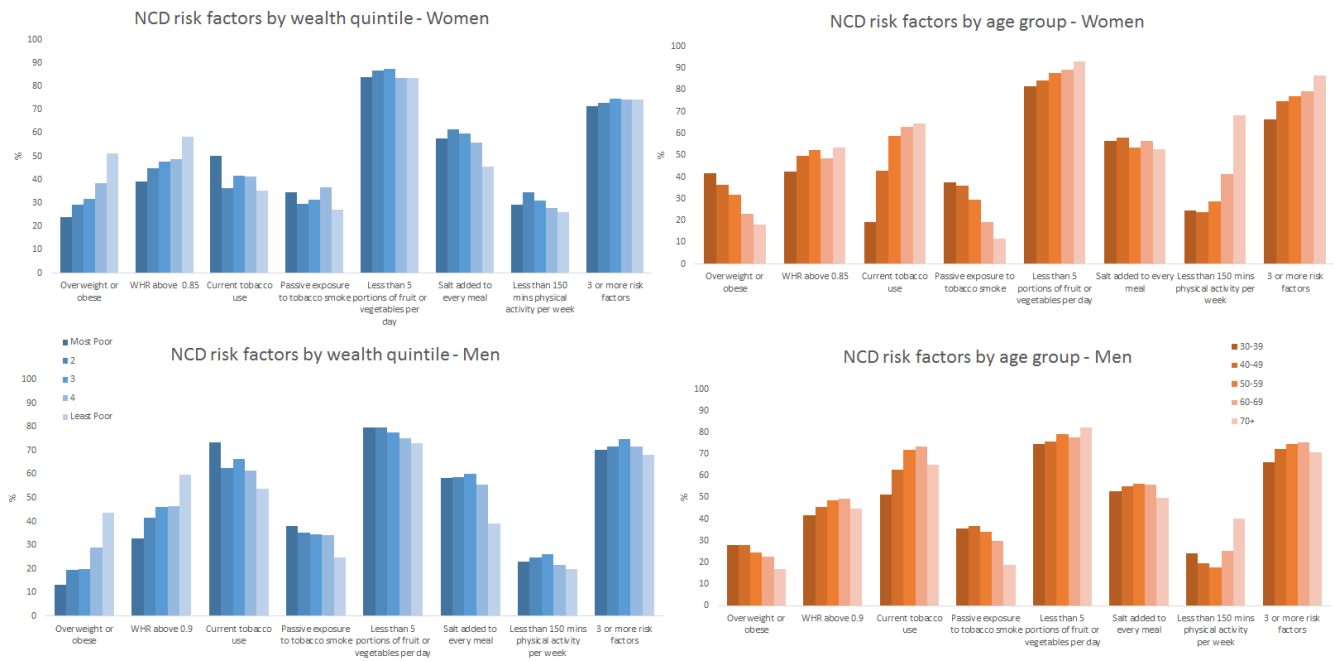 NCD risk factors by wealth quintile - Women
100
90
80
70
60
50
40
30
20
10
0
%
Overweight or
obese
WHR above 0.85
Current tobacco
use
Passive exposure
to tobacco smoke
Less than 5
portions of fruit or
vegetables per
day
Salt added to
every meal
Less than 150
mins physical
activity per week
3 or more risk
factors
NCD risk factors by age group - Women
100
90
80
70
60
50
40
30
20
10
0
%
Overweight or
obese
WHR above 0.85
Current tobacco
use
Passive exposure to
tobacco smoke
Less than 5
portions of fruit or
vegetables per day
Salt added to every
meal
Less than 150 mins
physical activity per
week
3 or more risk
factors
NCD risk factors by wealth quintile - Men
Most Poor
2
3
4
Least Poor
100
90
80
70
60
50
40
30
20
10
0
%
Overweight or
obese
WHR above 0.9
Current tobacco
use
Passive exposure
to tobacco smoke
Less than 5
portions of fruit or
vegetables per day
Salt added to
every meal
Less than 150 mins
physical activity
per week
3 or more risk
factors
NCD risk factors by age group - Men
30-39
40-49
50-59
60-69
70+
100
90
80
70
60
50
40
30
20
10
0
%
Overweight or
obese
WHR above 0.9
Current tobacco
use
Passive exposure
to tobacco smoke
Less than 5
portions of fruit or
vegetables per day
Salt added to
every meal
Less than 150 mins
physical activity
per week
3 or more risk
factors